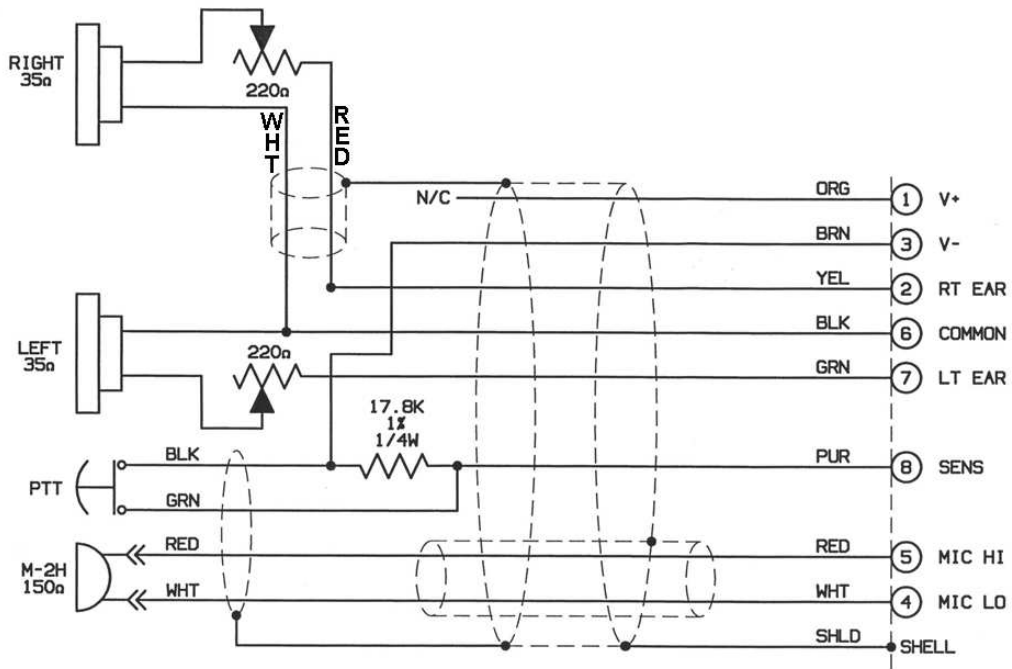 RIGHT
35Ω
220Ω
WHT
RED
N/C
ORG
1
V+
BRN
3
V-
YEL
2
RT EAR
BLK
6
COMMON
LEFT
35Ω
220Ω
GRN
7
LT EAR
17.8K
1%
1/4W
PTT
BLK
GRN
PUR
8
SENS
M-2H
150Ω
RED
WHT
RED
5
MIC HI
WHT
4
MIC LO
SHLD
SHELL